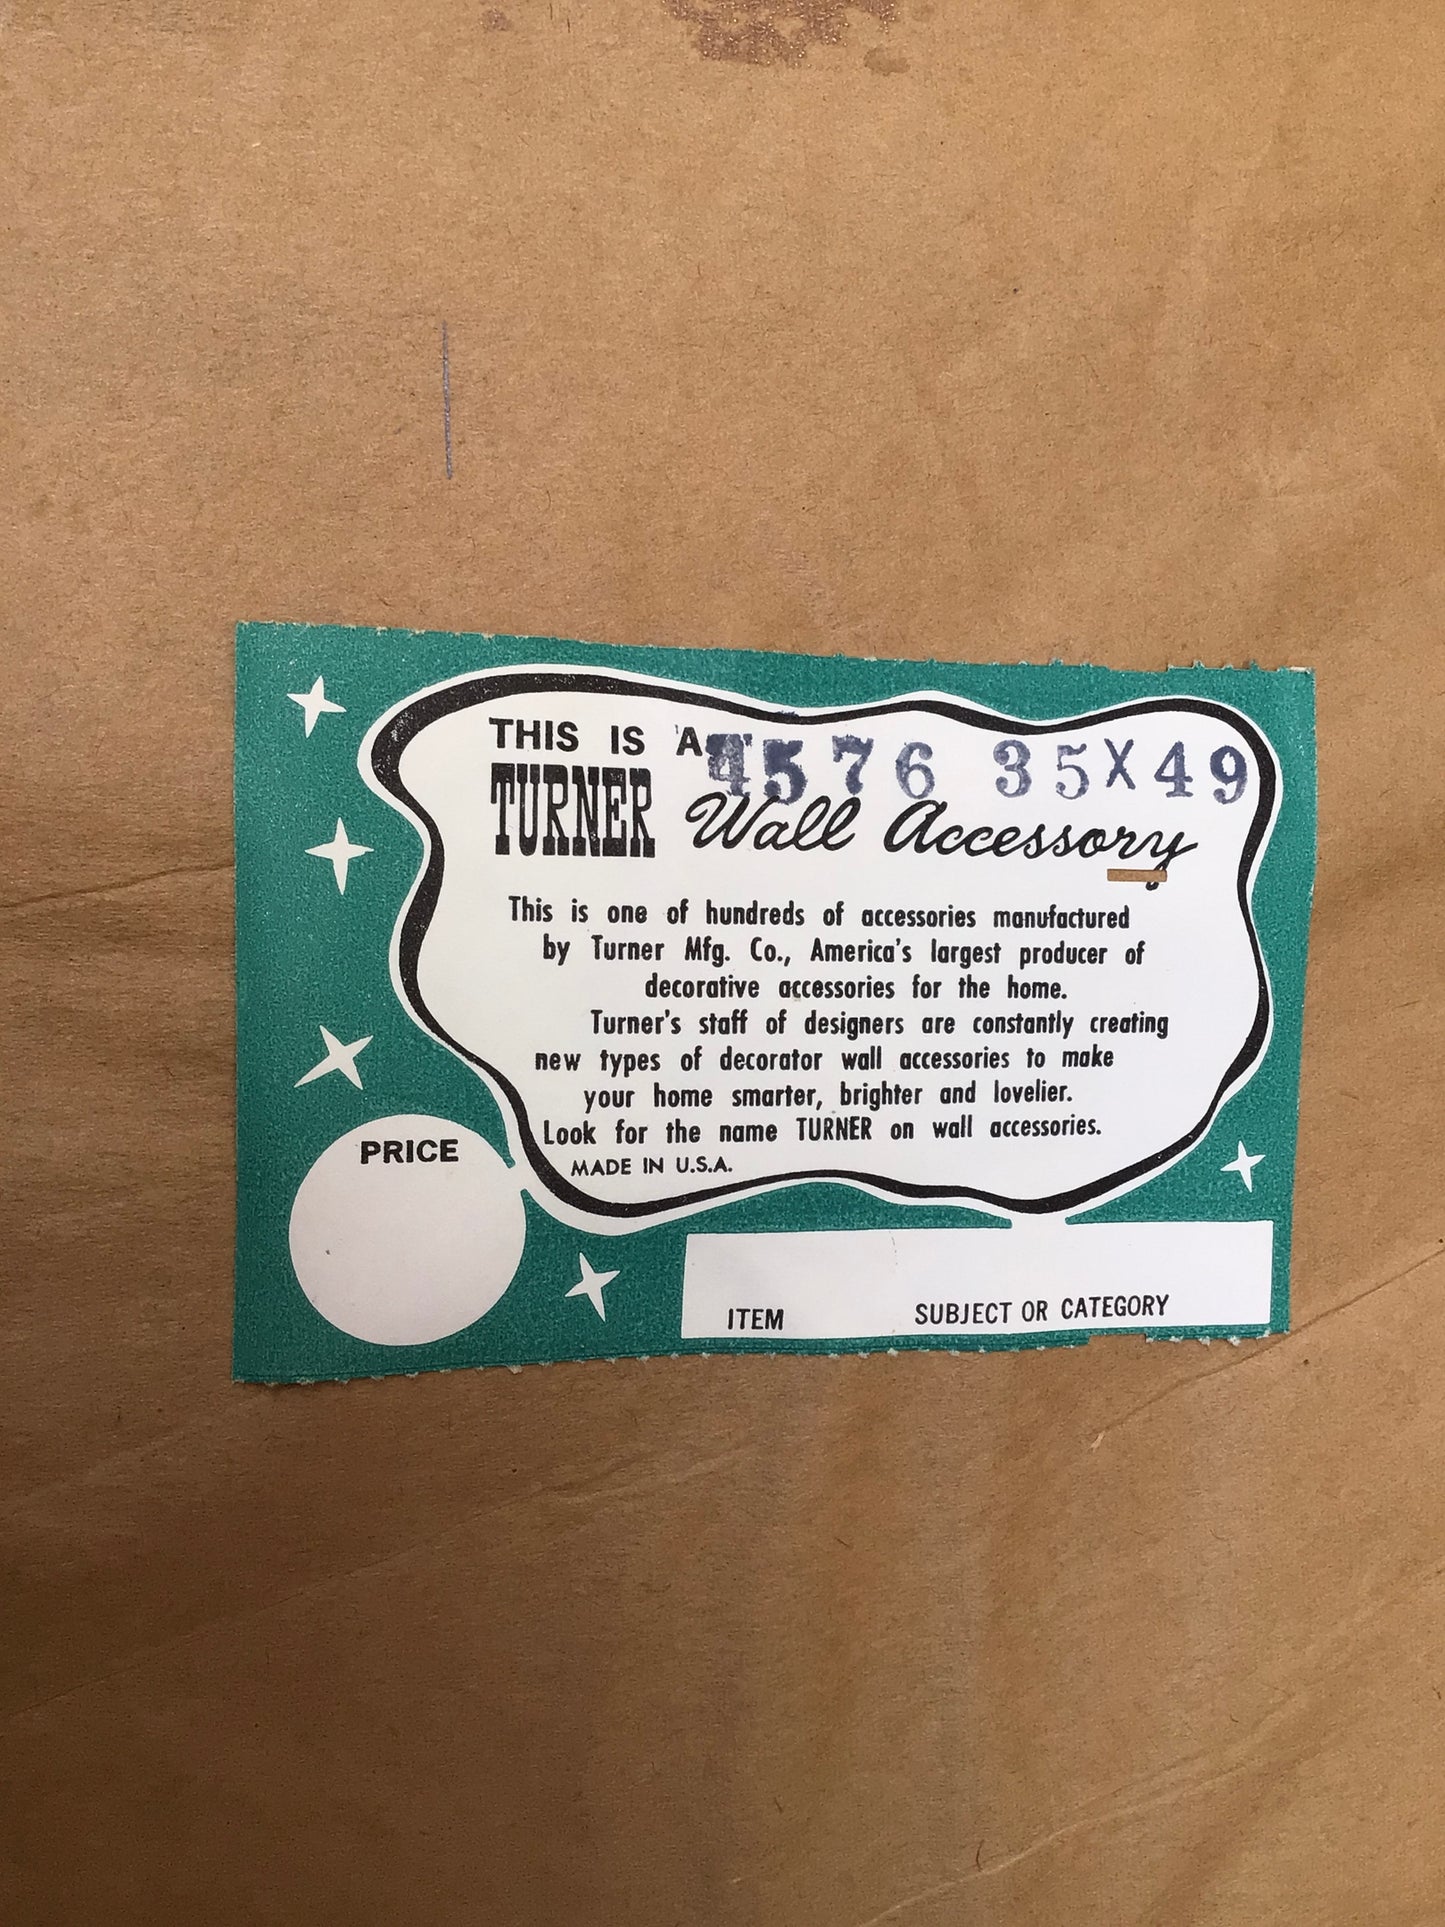 THIS IS A 4576 35X49
TURNER Wall Accessory
This is one of hundreds of accessories manufactured
by Turner Mfg. Co., America's largest producer of
decorative accessories for the home.
Turner's staff of designers are constantly creating
new types of decorator wall accessories to make
your home smarter, brighter and lovelier.
Look for the name TURNER on wall accessories.
MADE IN U.S.A.
PRICE
ITEM SUBJECT OR CATEGORY